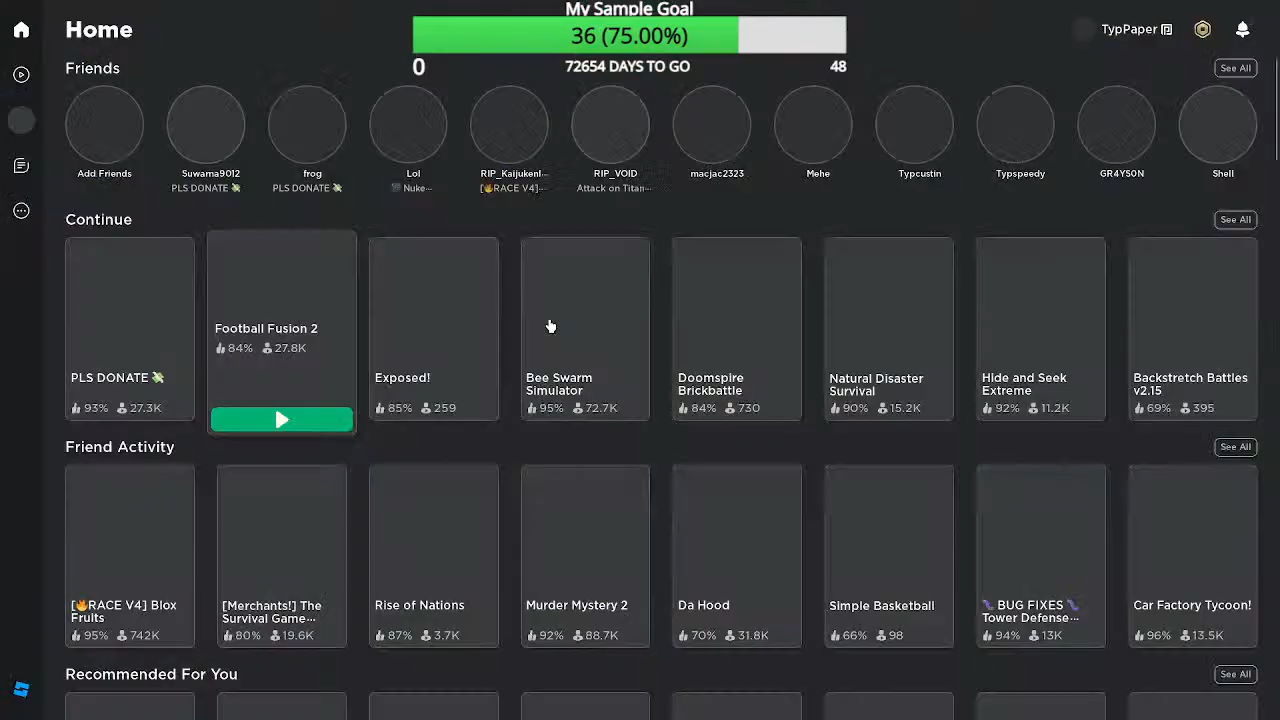 My Sample Goal
Home
36 (75.00%)
TypPaper
0
72654 DAYS TO GO
48
Friends
See All
Add Friends
Suwama9012
frog
Lol
RIP_Kaijukenl...
RIP_VOID
macjac2323
Mehe
Typcustin
Typspeedy
GR4YS0N
Shell
PLS DONATE 💸
PLS DONATE 💸
Nuke...
[🔥RACE V4]...
Attack on Titan...
Continue
See All
PLS DONATE 💸
93% 27.3K
Football Fusion 2
84% 27.8K
Exposed!
85% 259
Bee Swarm
Simulator
95% 72.7K
Doomspire
Brickbattle
84% 730
Natural Disaster
Survival
90% 15.2K
Hide and Seek
Extreme
92% 11.2K
Backstretch Battles
v2.15
69% 395
Friend Activity
See All
[🔥RACE V4] Blox
Fruits
95% 742K
[Merchants!] The
Survival Game...
80% 19.6K
Rise of Nations
87% 3.7K
Murder Mystery 2
92% 88.7K
Da Hood
70% 31.8K
Simple Basketball
66% 98
🐛 BUG FIXES 🐛
Tower Defense...
94% 13K
Car Factory Tycoon!
96% 13.5K
Recommended For You
See All